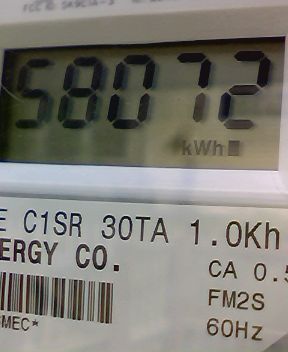 58072
kWh
E C1SR 30TA 1.0Kh
ERGY CO.
CA 0.5
FM2S
MEC*
60Hz